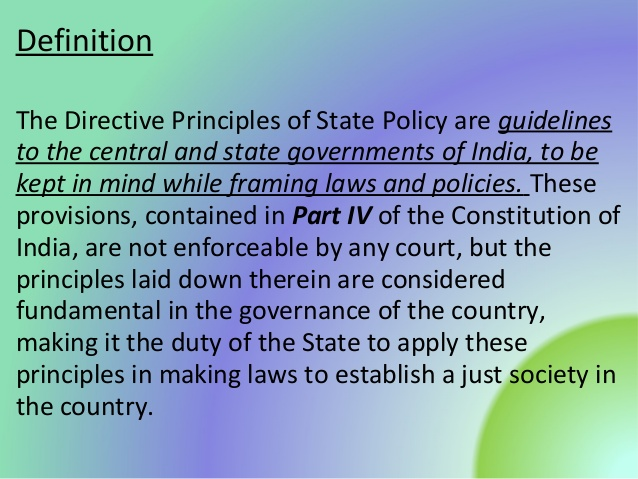 Definition
The Directive Principles of State Policy are guidelines
to the central and state governments of India, to be
kept in mind while framing laws and policies. These
provisions, contained in Part IV of the Constitution of
India, are not enforceable by any court, but the
principles laid down therein are considered
fundamental in the governance of the country,
making it the duty of the State to apply these
principles in making laws to establish a just society in
the country.